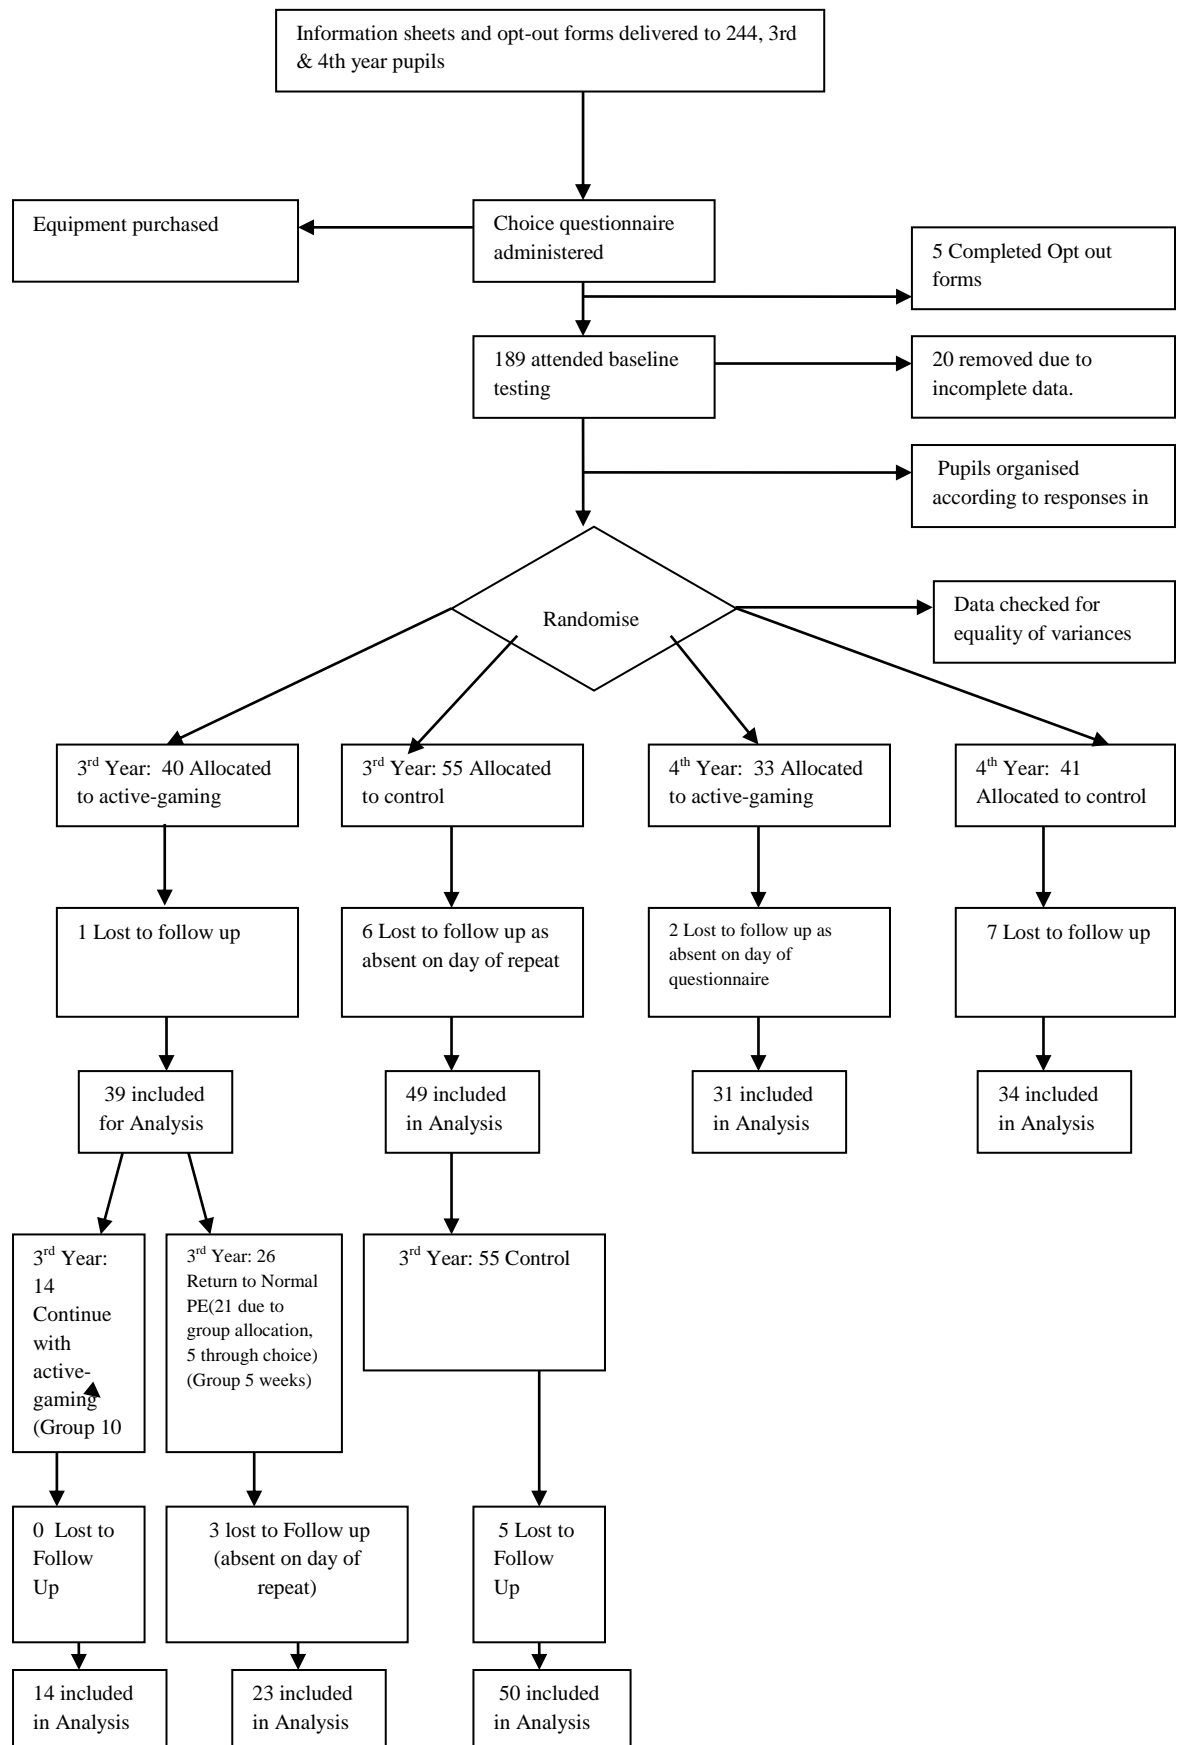 Information sheets and opt-out forms delivered to 244, 3rd
& 4th year pupils
Equipment purchased
Choice questionnaire
administered
5 Completed Opt out
forms
189 attended baseline
testing
20 removed due to
incomplete data.
Pupils organised
according to responses in
Randomise
Data checked for
equality of variances
3rd Year:  40 Allocated
to active-gaming
3rd Year: 55 Allocated
to control
4th Year:  33 Allocated
to active-gaming
4th Year:  41
Allocated to control
1 Lost to follow up
6 Lost to follow up as
absent on day of repeat
2 Lost to follow up as
absent on day of
questionnaire
7 Lost to follow up
39 included
for Analysis
49 included
in Analysis
31 included
in Analysis
34 included
in Analysis
3rd Year:
14
Continue
with
active-
gaming
(Group 10
3rd Year: 26
Return to Normal
PE(21 due to
group allocation,
5 through choice)
(Group 5 weeks)
3rd Year: 55 Control
0  Lost to
Follow
Up
3 lost to Follow up
(absent on day of
repeat)
5 Lost to
Follow
Up
14 included
in Analysis
23 included
in Analysis
50 included
in Analysis